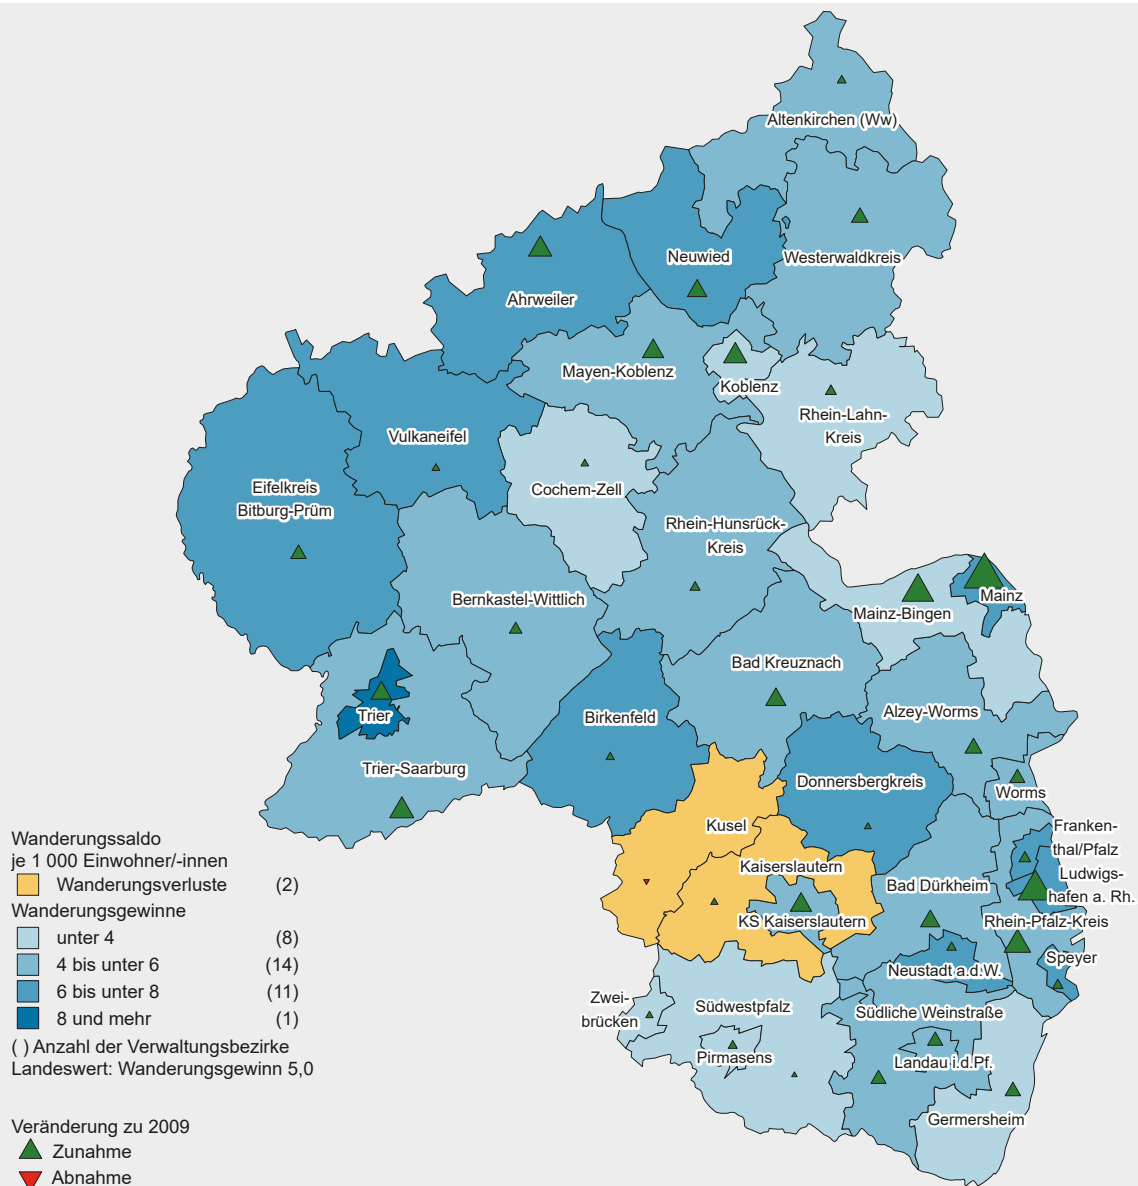 Altenkirchen (Ww)
Westerwaldkreis
Neuwied
Ahrweiler
Mayen-Koblenz
Koblenz
Rhein-Lahn-
Kreis
Vulkaneifel
Cochem-Zell
Eifelkreis
Bitburg-Prüm
Rhein-Hunsrück-
Kreis
Bernkastel-Wittlich
Mainz
Mainz-Bingen
Bad Kreuznach
Trier
Birkenfeld
Alzey-Worms
Trier-Saarburg
Donnersbergkreis
Worms
Kusel
Franken-
thal/Pfalz
Kaiserslautern
Ludwigs-
hafen a. Rh.
Bad Dürkheim
KS Kaiserslautern
Rhein-Pfalz-Kreis
Neustadt a.d.W.
Speyer
Zwei-
brücken
Südwestpfalz
Südliche Weinstraße
Pirmasens
Landau i.d.Pf.
Germersheim
Wanderungssaldo
je 1 000 Einwohner/-innen
Wanderungsverluste (2)
Wanderungsgewinne
unter 4 (8)
4 bis unter 6 (14)
6 bis unter 8 (11)
8 und mehr (1)
( ) Anzahl der Verwaltungsbezirke
Landeswert: Wanderungsgewinn 5,0
Veränderung zu 2009
Zunahme
Abnahme